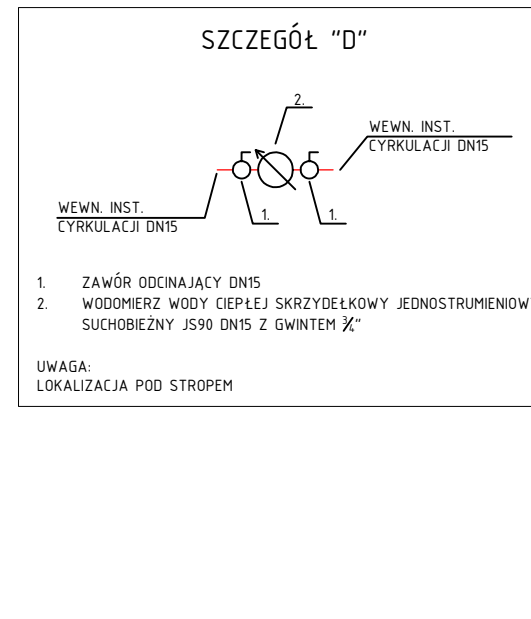 SZCZEGÓŁ "D"
2.
WEWN. INST.
CYRKULACJI DN15
WEWN. INST.
CYRKULACJI DN15
1.
1.
1. ZAWÓR ODCINAJĄCY DN15
2. WODOMIERZ WODY CIEPŁEJ SKRZYDEŁKOWY JEDNOSTRUMIENIOW
SUCHOBIEŻNY JS90 DN15 Z GWINTEM ¾"
UWAGA:
LOKALIZACJA POD STROPEM